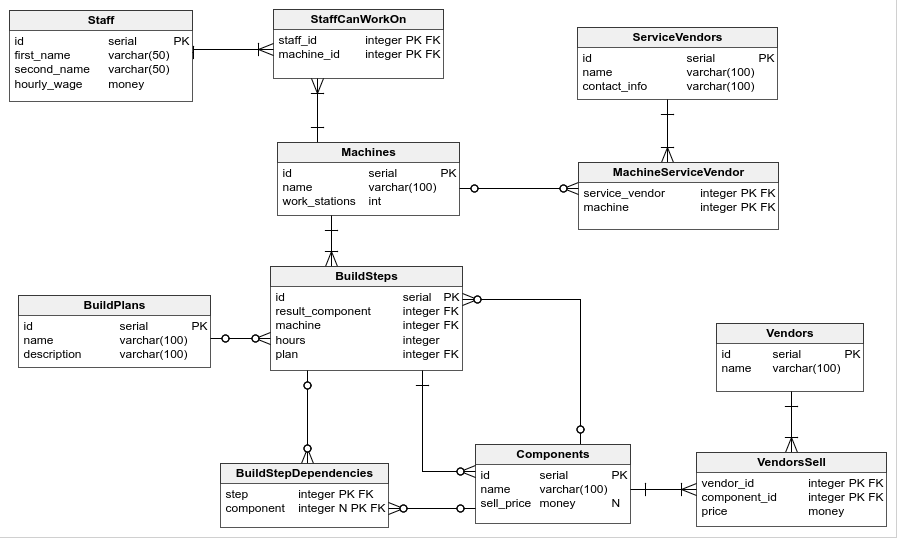 Staff
id serial PK
first_name varchar(50)
second_name varchar(50)
hourly_wage money
StaffCanWorkOn
staff_id integer PK FK
machine_id integer PK FK
ServiceVendors
id serial PK
name varchar(100)
contact_info varchar(100)
Machines
id serial PK
name varchar(100)
work_stations int
MachineServiceVendor
service_vendor integer PK FK
machine integer PK FK
BuildSteps
id serial PK
result_component integer FK
machine integer FK
hours integer
plan integer FK
BuildPlans
id serial PK
name varchar(100)
description varchar(100)
Vendors
id serial PK
name varchar(100)
BuildStepDependencies
step integer PK FK
component integer N PK FK
Components
id serial PK
name varchar(100)
sell_price money N
VendorsSell
vendor_id integer PK FK
component_id integer PK FK
price money